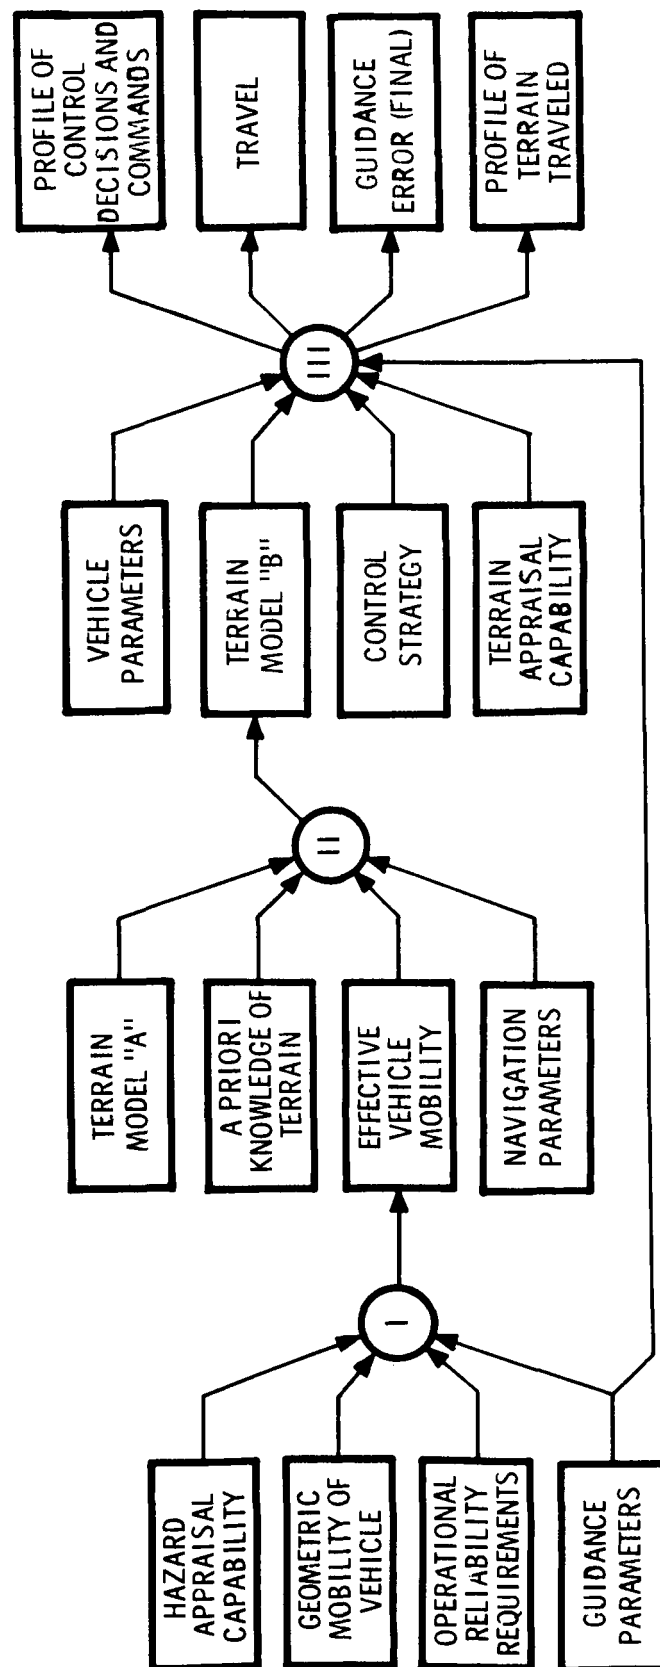 HAZARD
APPRAISAL
CAPABILITY
GEOMETRIC
MOBILITY OF
VEHICLE
OPERATIONAL
RELIABILITY
REQUIREMENTS
GUIDANCE
PARAMETERS
I
TERRAIN
MODEL "A"
A PRIORI
KNOWLEDGE OF
TERRAIN
EFFECTIVE
VEHICLE
MOBILITY
NAVIGATION
PARAMETERS
II
VEHICLE
PARAMETERS
TERRAIN
MODEL "B"
CONTROL
STRATEGY
TERRAIN
APPRAISAL
CAPABILITY
III
PROFILE OF
CONTROL
DECISIONS AND
COMMANDS
TRAVEL
GUIDANCE
ERROR (FINAL)
PROFILE OF
TERRAIN
TRAVELED